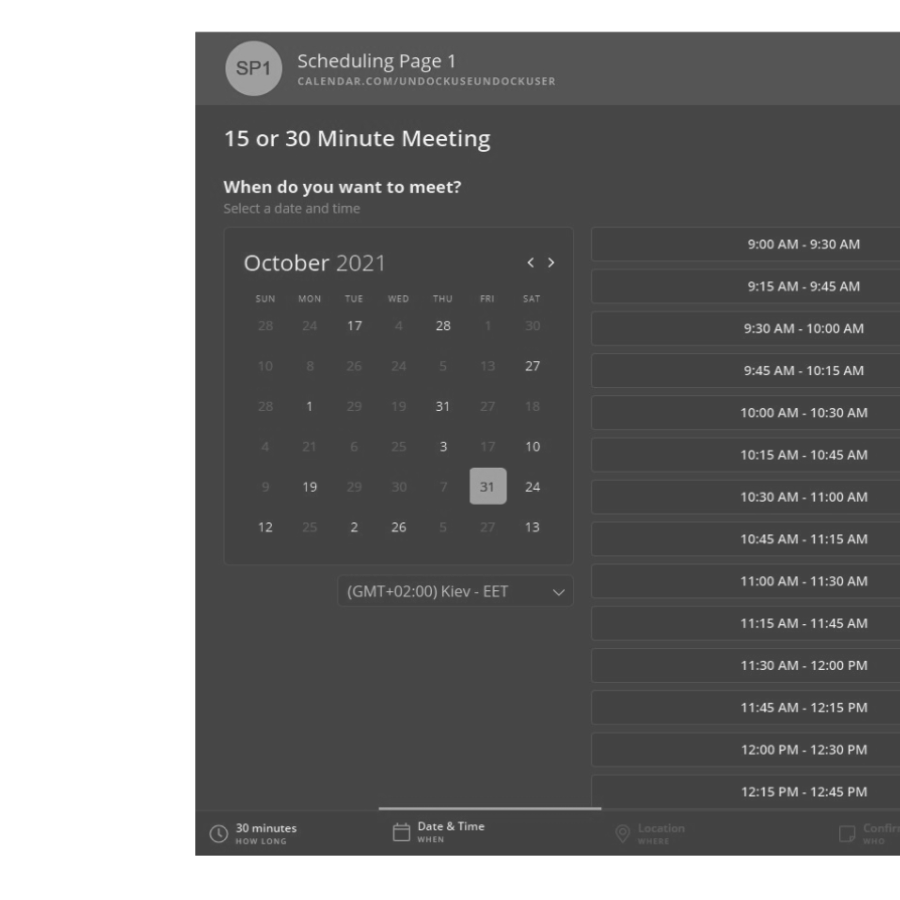 SP1
Scheduling Page 1
CALENDAR.COM/UNDOCKUSEUNDOCKUSER
15 or 30 Minute Meeting
When do you want to meet?
Select a date and time
October 2021
SUN MON TUE WED THU FRI SAT
28 24 17 4 28 1 30
10 8 26 24 5 13 27
28 1 29 19 31 27 18
4 21 6 25 3 17 10
9 19 29 30 7 31 24
12 25 2 26 5 27 13
(GMT+02:00) Kiev - EET
9:00 AM - 9:30 AM
9:15 AM - 9:45 AM
9:30 AM - 10:00 AM
9:45 AM - 10:15 AM
10:00 AM - 10:30 AM
10:15 AM - 10:45 AM
10:30 AM - 11:00 AM
10:45 AM - 11:15 AM
11:00 AM - 11:30 AM
11:15 AM - 11:45 AM
11:30 AM - 12:00 PM
11:45 AM - 12:15 PM
12:00 PM - 12:30 PM
12:15 PM - 12:45 PM
30 minutes
HOW LONG
Date & Time
WHEN
Location
WHERE
WHO